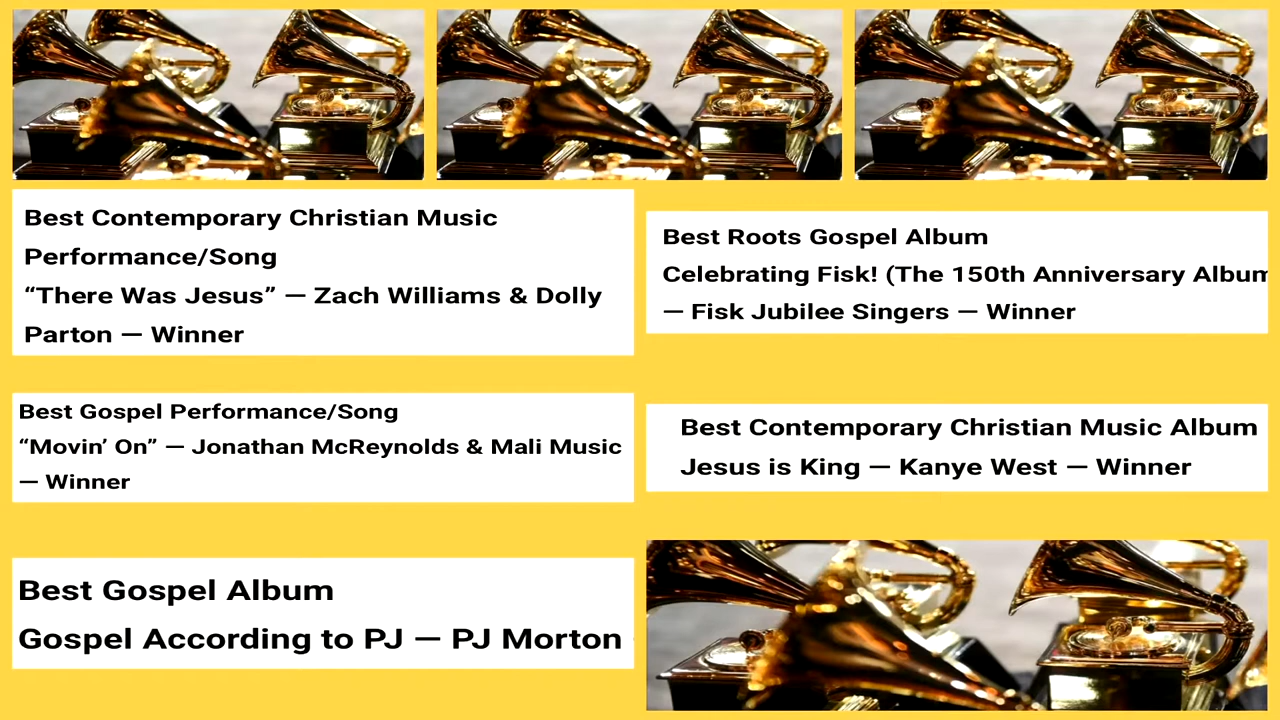 Best Contemporary Christian Music
Performance/Song
“There Was Jesus” — Zach Williams & Dolly
Parton — Winner
Best Roots Gospel Album
Celebrating Fisk! (The 150th Anniversary Album
— Fisk Jubilee Singers — Winner
Best Gospel Performance/Song
“Movin’ On” — Jonathan McReynolds & Mali Music
— Winner
Best Contemporary Christian Music Album
Jesus is King — Kanye West — Winner
Best Gospel Album
Gospel According to PJ — PJ Morton